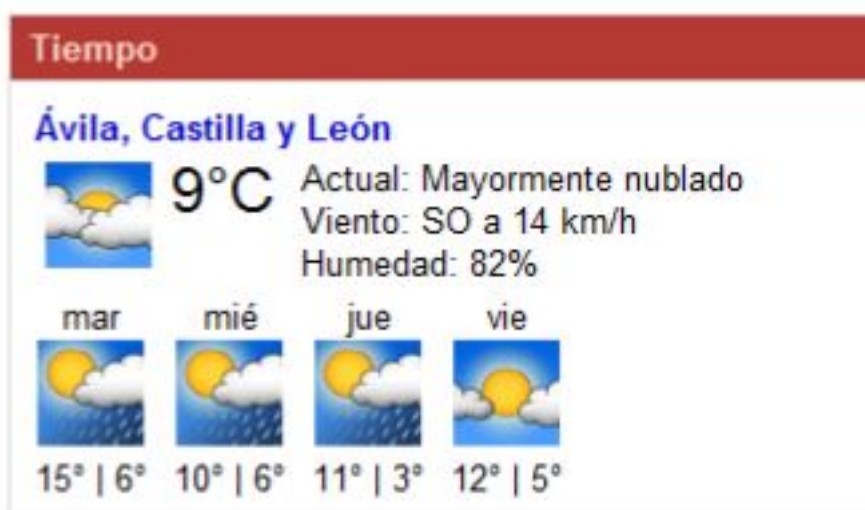 Tiempo
Ávila, Castilla y León
9°C
Actual: Mayormente nublado
Viento: SO a 14 km/h
Humedad: 82%
mar mié jue vie
15° | 6° 10° | 6° 11° | 3° 12° | 5°